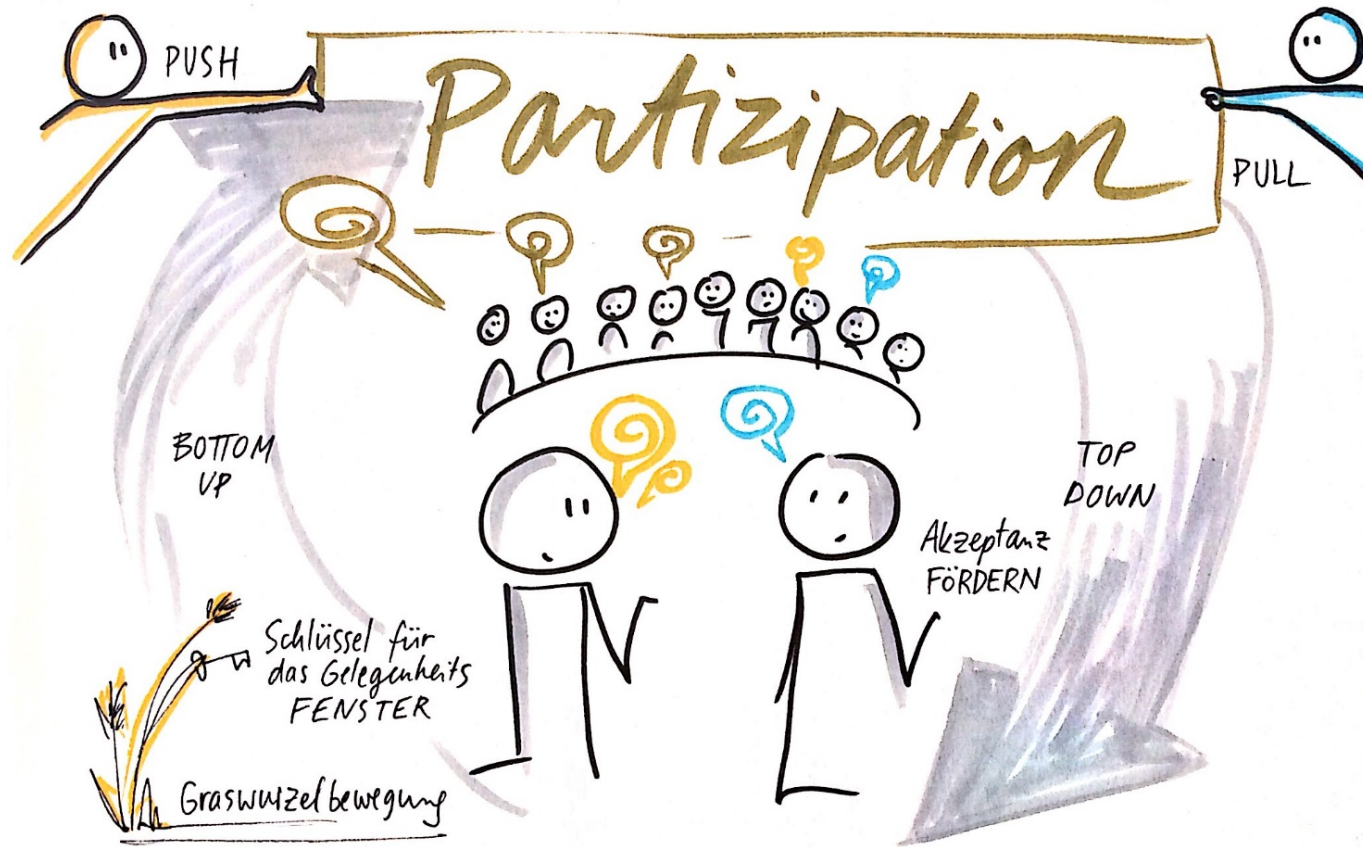 PUSH
Partizipation
PULL
BOTTOM
UP
TOP
DOWN
Akzeptanz
FÖRDERN
Schlüssel für
das Gelegenheits
FENSTER
Graswurzelbewegung